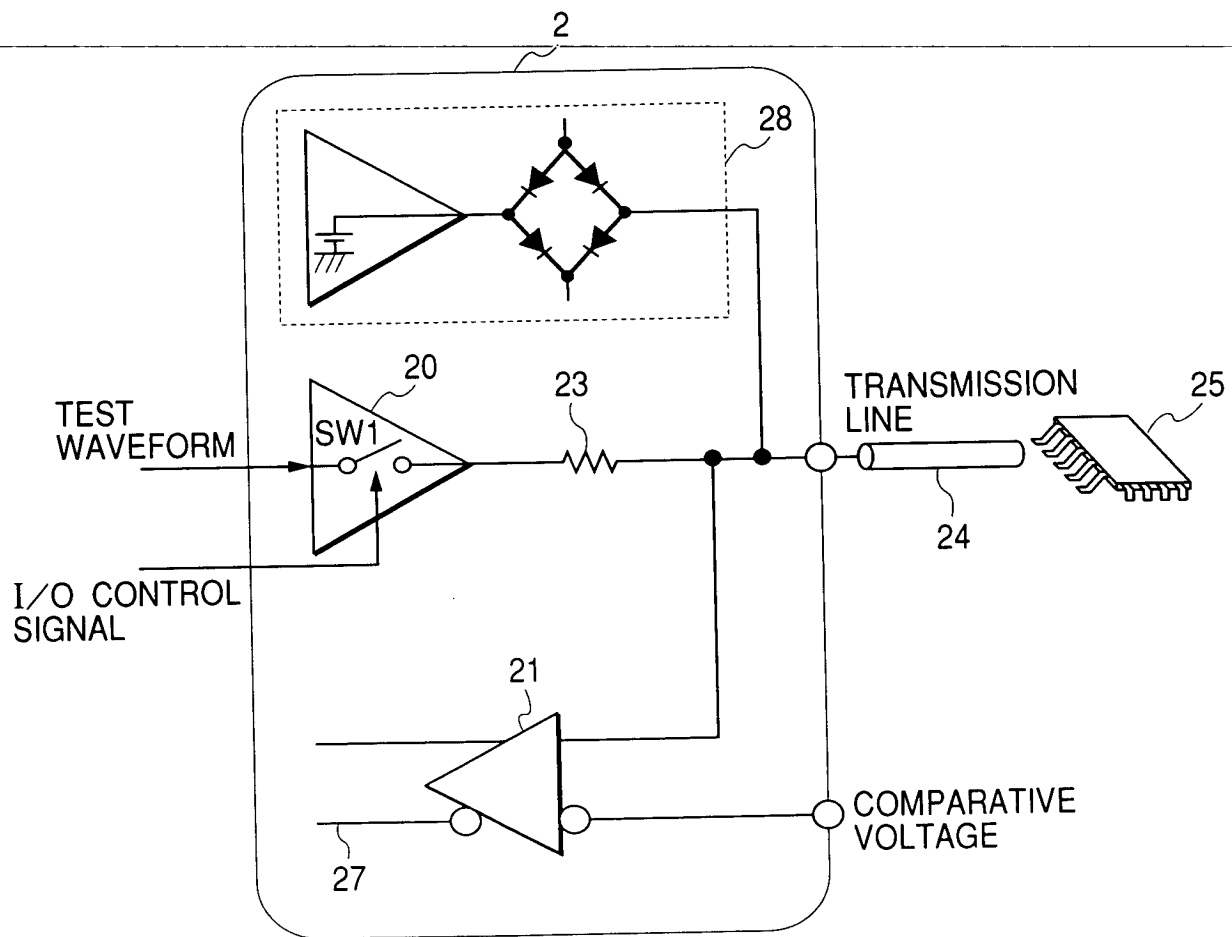 2
28
20
23
TRANSMISSION
LINE
25
TEST
WAVEFORM
SW1
24
I/O CONTROL
SIGNAL
21
COMPARATIVE
VOLTAGE
27